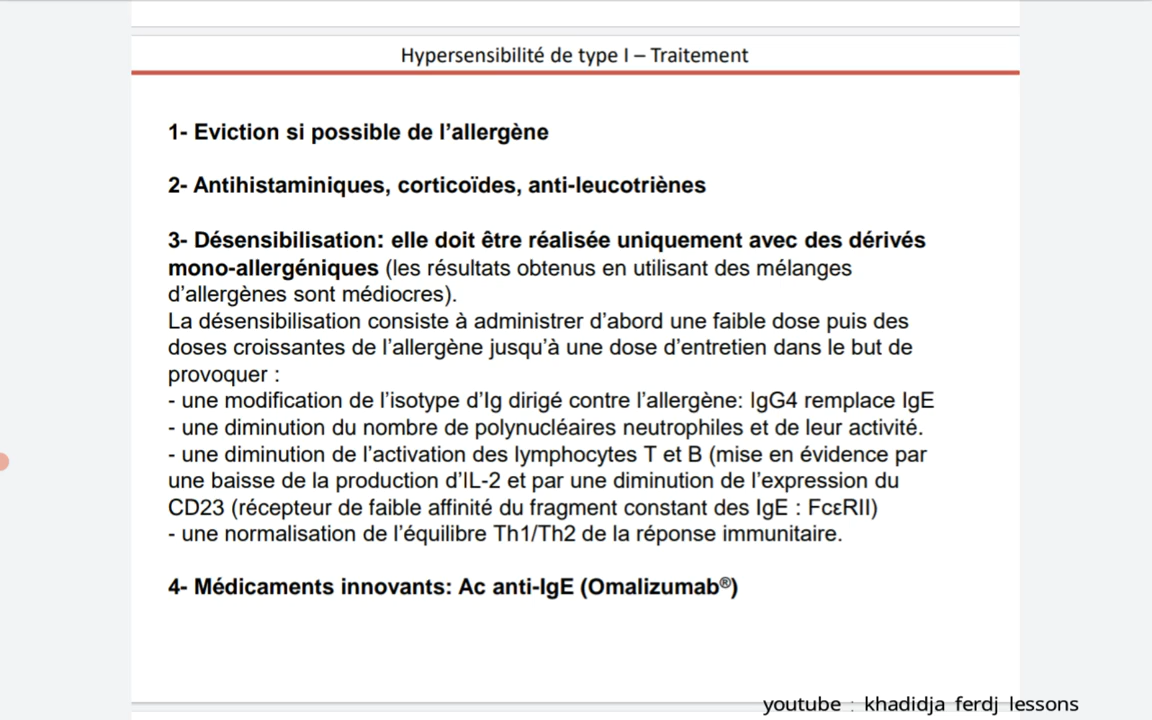 Hypersensibilité de type I – Traitement
1- Eviction si possible de l’allergène
2- Antihistaminiques, corticoïdes, anti-leucotriènes
3- Désensibilisation: elle doit être réalisée uniquement avec des dérivés
mono-allergéniques (les résultats obtenus en utilisant des mélanges
d’allergènes sont médiocres).
La désensibilisation consiste à administrer d’abord une faible dose puis des
doses croissantes de l’allergène jusqu’à une dose d’entretien dans le but de
provoquer :
- une modification de l’isotype d’Ig dirigé contre l’allergène: IgG4 remplace IgE
- une diminution du nombre de polynucléaires neutrophiles et de leur activité.
- une diminution de l’activation des lymphocytes T et B (mise en évidence par
une baisse de la production d’IL-2 et par une diminution de l’expression du
CD23 (récepteur de faible affinité du fragment constant des IgE : FcεRII)
- une normalisation de l’équilibre Th1/Th2 de la réponse immunitaire.
4- Médicaments innovants: Ac anti-IgE (Omalizumab®)
youtube : khadidja ferdj lessons